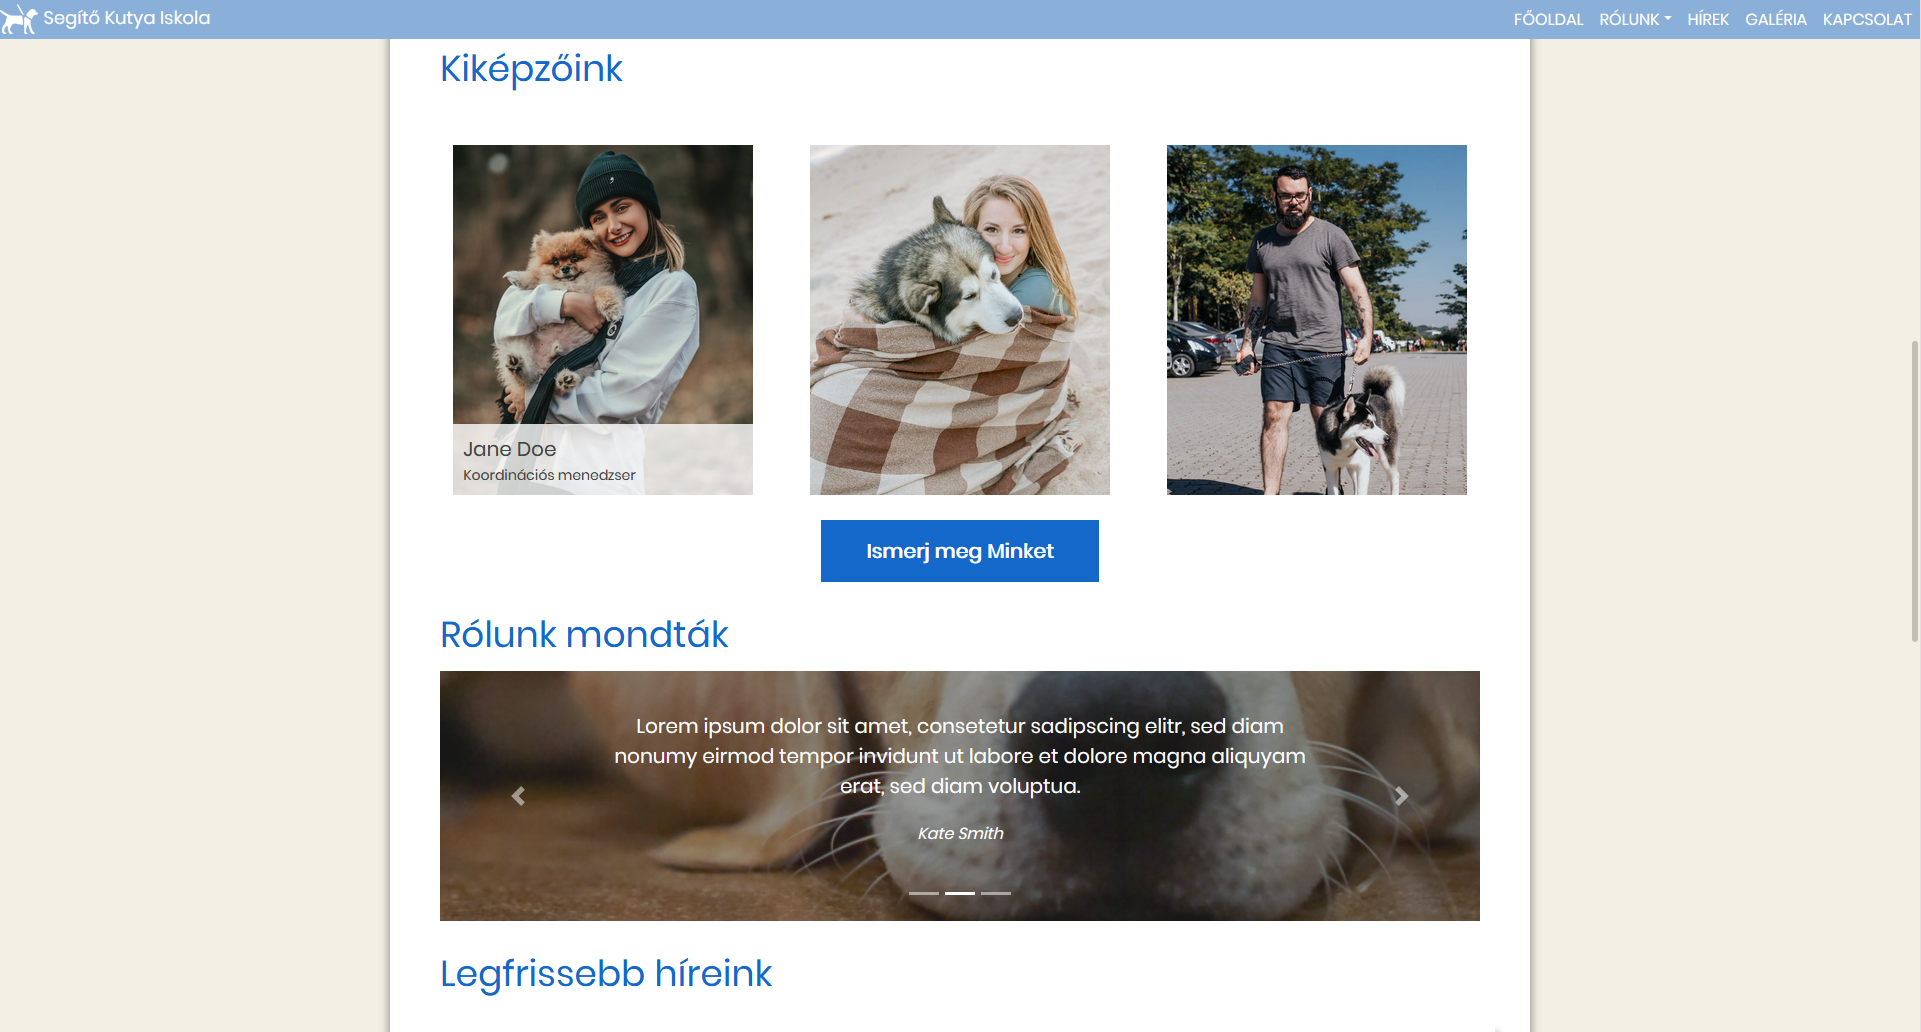 Segítő Kutya Iskola
FŐOLDAL RÓLUNK HÍREK GALÉRIA KAPCSOLAT
Kiképzőink
Jane Doe
Koordinációs menedzser
Ismerj meg Minket
Rólunk mondták
Lorem ipsum dolor sit amet, consetetur sadipscing elitr, sed diam
nonumy eirmod tempor invidunt ut labore et dolore magna aliquyam
erat, sed diam voluptua.
Kate Smith
Legfrissebb híreink